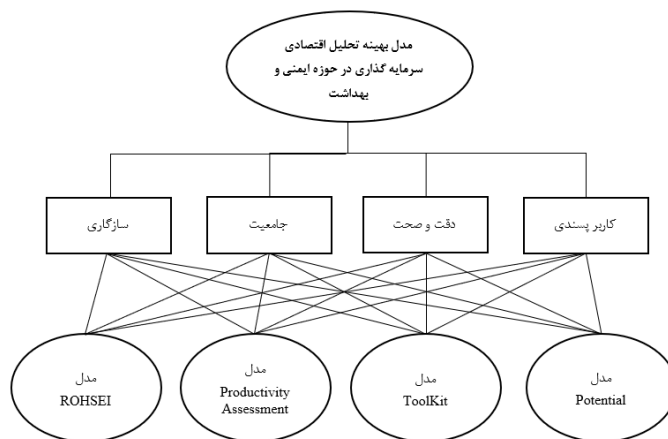 مدل بهینه تحلیل اقتصادی
سرمایه گذاری در حوزه ایمنی و
بهداشت
کاربر پسندی
دقت و صحت
جامعیت
سازگاری
مدل
Potential
مدل
ToolKit
مدل
Productivity
Assessment
مدل
ROHSEI